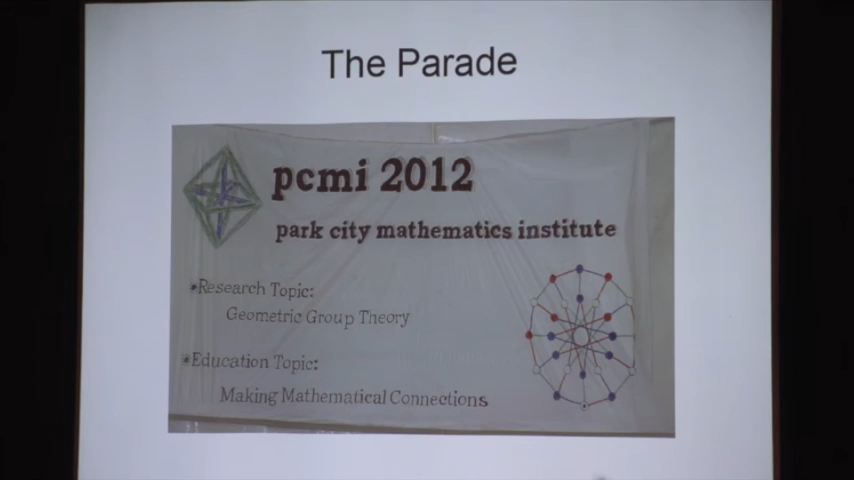 The Parade
pcmi 2012
park city mathematics institute
*Research Topic:
Geometric Group Theory
*Education Topic:
Making Mathematical Connections